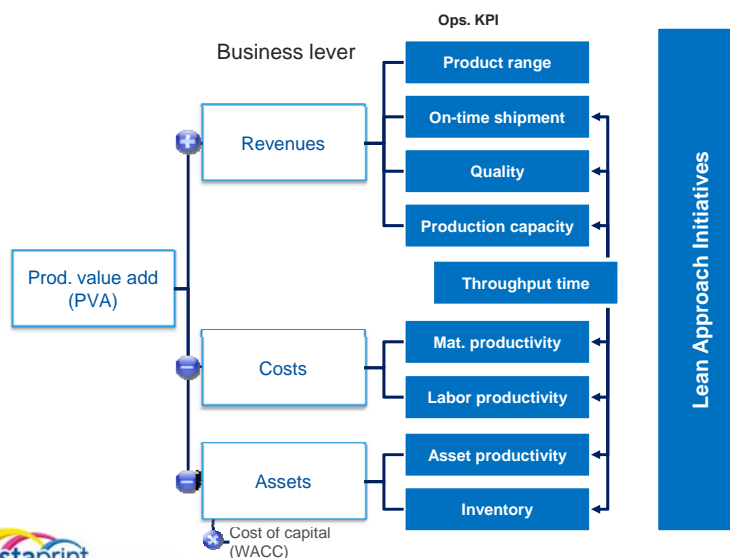 Ops. KPI
Business lever
Product range
On-time shipment
Revenues
Quality
Production capacity
Prod. value add
(PVA)
Throughput time
Mat. productivity
Costs
Labor productivity
Asset productivity
Assets
Inventory
Cost of capital
(WACC)
Lean Approach Initiatives
staprint